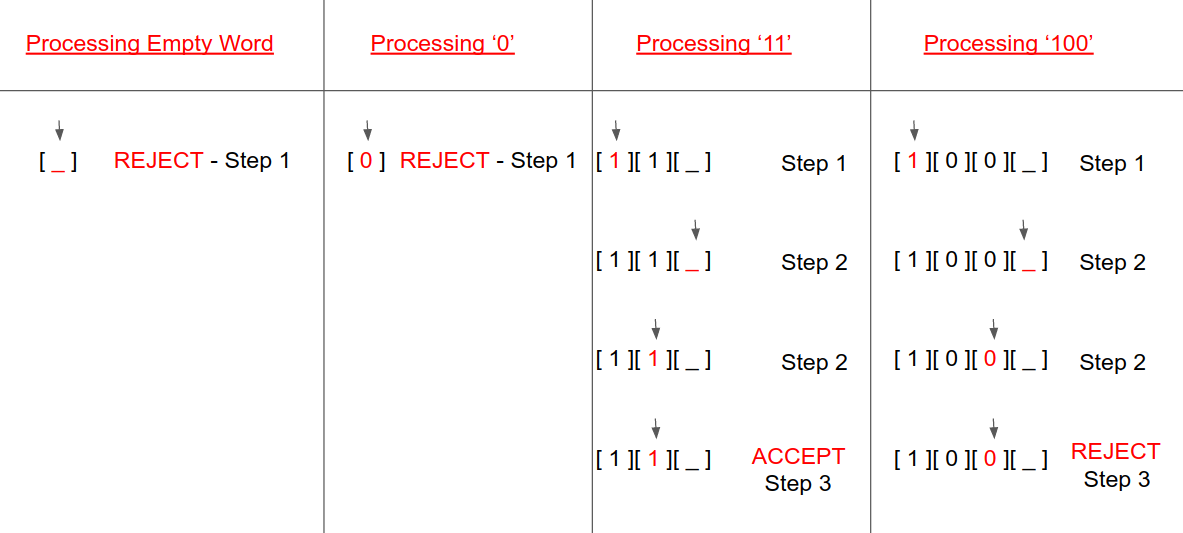 Processing Empty Word
Processing ‘0’
Processing ‘11’
Processing ‘100’
[ _ ] REJECT - Step 1
[ 0 ] REJECT - Step 1
[ 1 ][ 1 ][ _ ] Step 1
[ 1 ][ 1 ][ _ ] Step 2
[ 1 ][ 1 ][ _ ] Step 2
[ 1 ][ 1 ][ _ ] ACCEPT
Step 3
[ 1 ][ 0 ][ 0 ][ _ ] Step 1
[ 1 ][ 0 ][ 0 ][ _ ] Step 2
[ 1 ][ 0 ][ 0 ][ _ ] Step 2
[ 1 ][ 0 ][ 0 ][ _ ] REJECT
Step 3